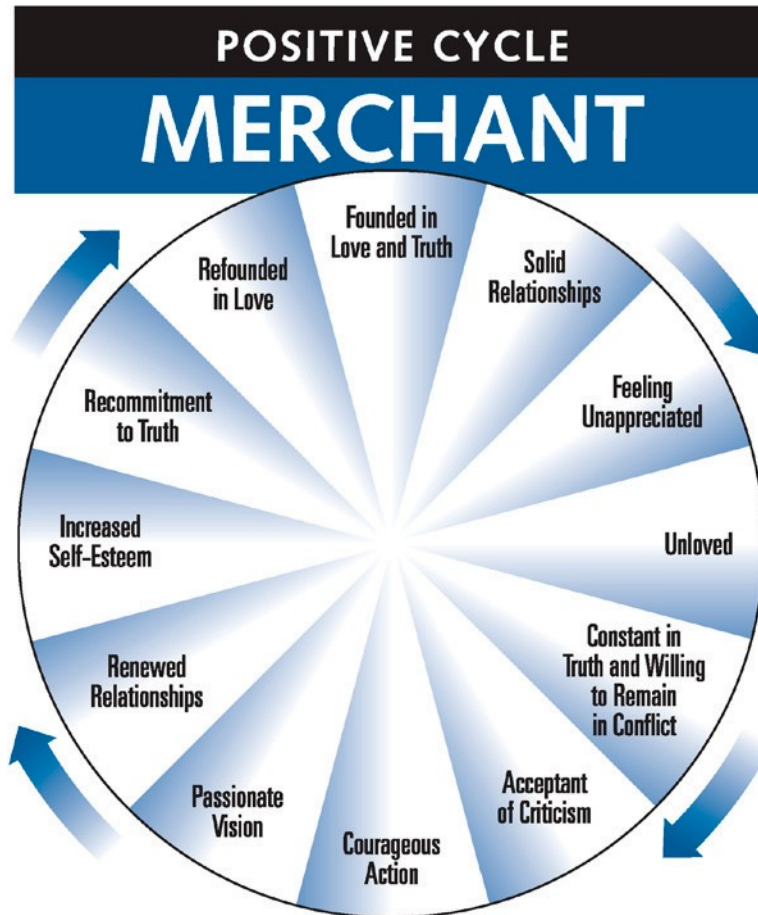 POSITIVE CYCLE
MERCHANT
Founded in
Love and Truth
Solid
Relationships
Feeling
Unappreciated
Unloved
Constant in
Truth and Willing
to Remain
in Conflict
Acceptant
of Criticism
Courageous
Action
Passionate
Vision
Renewed
Relationships
Increased
Self-Esteem
Recommitment
to Truth
Refounded
in Love